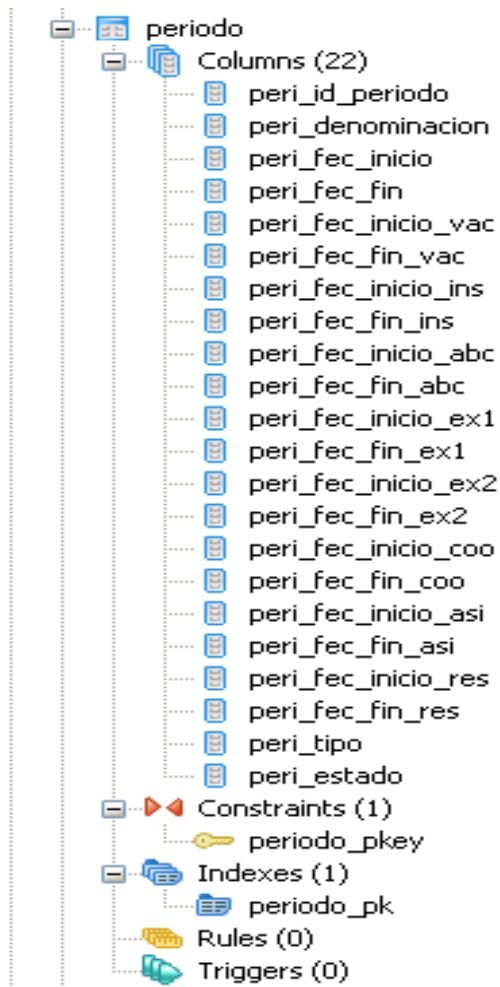 periodo
Columns (22)
peri_id_periodo
peri_denominacion
peri_fec_inicio
peri_fec_fin
peri_fec_inicio_vac
peri_fec_fin_vac
peri_fec_inicio_ins
peri_fec_fin_ins
peri_fec_inicio_abc
peri_fec_fin_abc
peri_fec_inicio_ex1
peri_fec_fin_ex1
peri_fec_inicio_ex2
peri_fec_fin_ex2
peri_fec_inicio_coo
peri_fec_fin_coo
peri_fec_inicio_asi
peri_fec_fin_asi
peri_fec_inicio_res
peri_fec_fin_res
peri_tipo
peri_estado
Constraints (1)
periodo_pkey
Indexes (1)
periodo_pk
Rules (0)
Triggers (0)